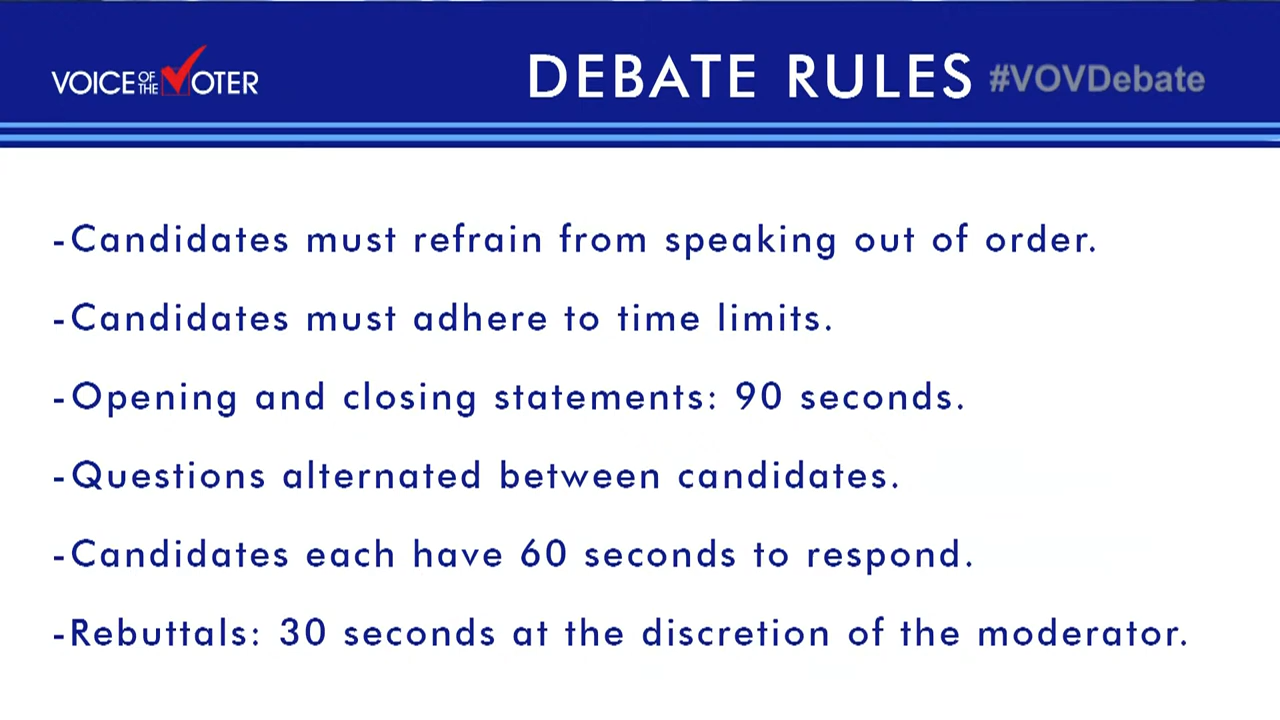 VOICE OF THE VOTER
DEBATE RULES #VOVDebate
-Candidates must refrain from speaking out of order.
-Candidates must adhere to time limits.
-Opening and closing statements: 90 seconds.
-Questions alternated between candidates.
-Candidates each have 60 seconds to respond.
-Rebuttals: 30 seconds at the discretion of the moderator.